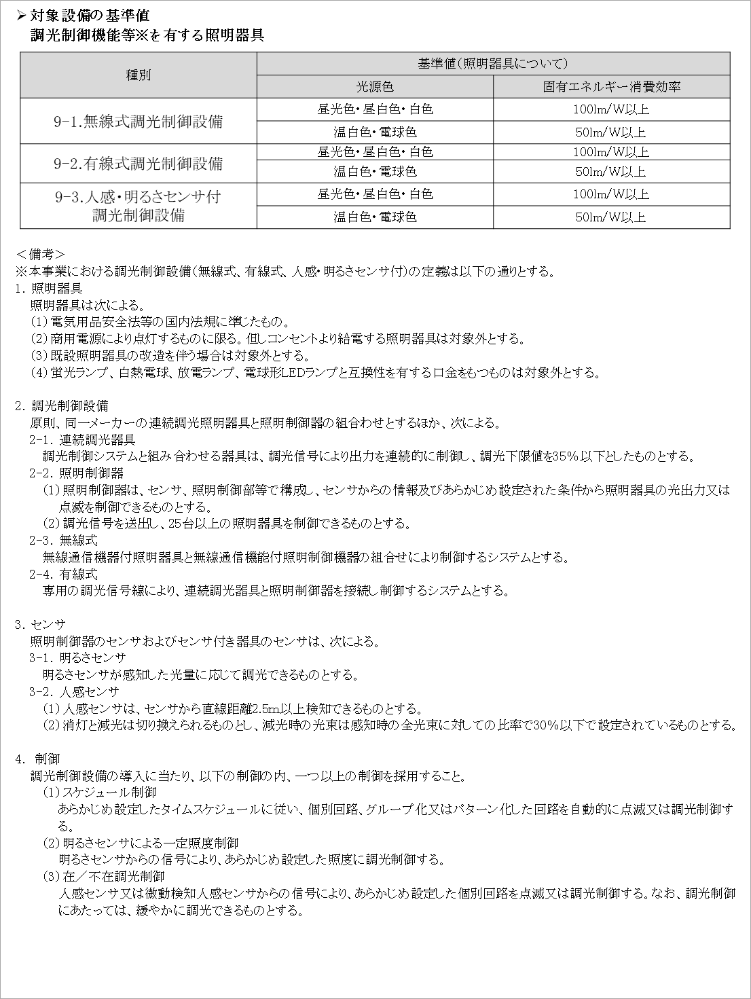 ➢ 対象設備の基準値
調光制御機能等※を有する照明器具
種別
基準値（照明器具について）
光源色
固有エネルギー消費効率
9-1.無線式調光制御設備
昼光色・昼白色・白色
100lm/W以上
温白色・電球色
50lm/W以上
9-2.有線式調光制御設備
昼光色・昼白色・白色
100lm/W以上
温白色・電球色
50lm/W以上
9-3.人感・明るさセンサ付
調光制御設備
昼光色・昼白色・白色
100lm/W以上
温白色・電球色
50lm/W以上
＜備考＞
※本事業における調光制御設備（無線式、有線式、人感・明るさセンサ付）の定義は以下の通りとする。
1．照明器具
照明器具は次による。
（1）電気用品安全法等の国内法規に準じたもの。
（2）商用電源により点灯するものに限る。但しコンセントより給電する照明器具は対象外とする。
（3）既設照明器具の改造を伴う場合は対象外とする。
（4）蛍光ランプ、白熱電球、放電ランプ、電球形LEDランプと互換性を有する口金をもつものは対象外とする。
2．調光制御設備
原則、同一メーカーの連続調光照明器具と照明制御器の組合わせとするほか、次による。
2-1．連続調光器具
調光制御システムと組み合わせる器具は、調光信号により出力を連続的に制御し、調光下限値を35％以下としたものとする。
2-2．照明制御器
（1）照明制御器は、センサ、照明制御部等で構成し、センサからの情報及びあらかじめ設定された条件から照明器具の光出力又は
点滅を制御できるものとする。
（2）調光信号を送出し、25台以上の照明器具を制御できるものとする。
2-3．無線式
無線通信機器付照明器具と無線通信機能付照明制御機器の組合せにより制御するシステムとする。
2-4．有線式
専用の調光信号線により、連続調光器具と照明制御器を接続し制御するシステムとする。
3．センサ
照明制御器のセンサおよびセンサ付き器具のセンサは、次による。
3-1．明るさセンサ
明るさセンサが感知した光量に応じて調光できるものとする。
3-2．人感センサ
（1）人感センサは、センサから直線距離2.5m以上検知できるものとする。
（2）消灯と減光は切り換えられるものとし、減光時の光束は感知時の全光束に対しての比率で30％以下で設定されているものとする。
4． 制御
調光制御設備の導入に当たり、以下の制御の内、一つ以上の制御を採用すること。
（1）スケジュール制御
あらかじめ設定したタイムスケジュールに従い、個別回路、グループ化又はパターン化した回路を自動的に点滅又は調光制御す
る。
（2）明るさセンサによる一定照度制御
明るさセンサからの信号により、あらかじめ設定した照度に調光制御する。
（3）在／不在調光制御
人感センサ又は微動検知人感センサからの信号により、あらかじめ設定した個別回路を点滅又は調光制御する。なお、調光制御
にあたっては、緩やかに調光できるものとする。